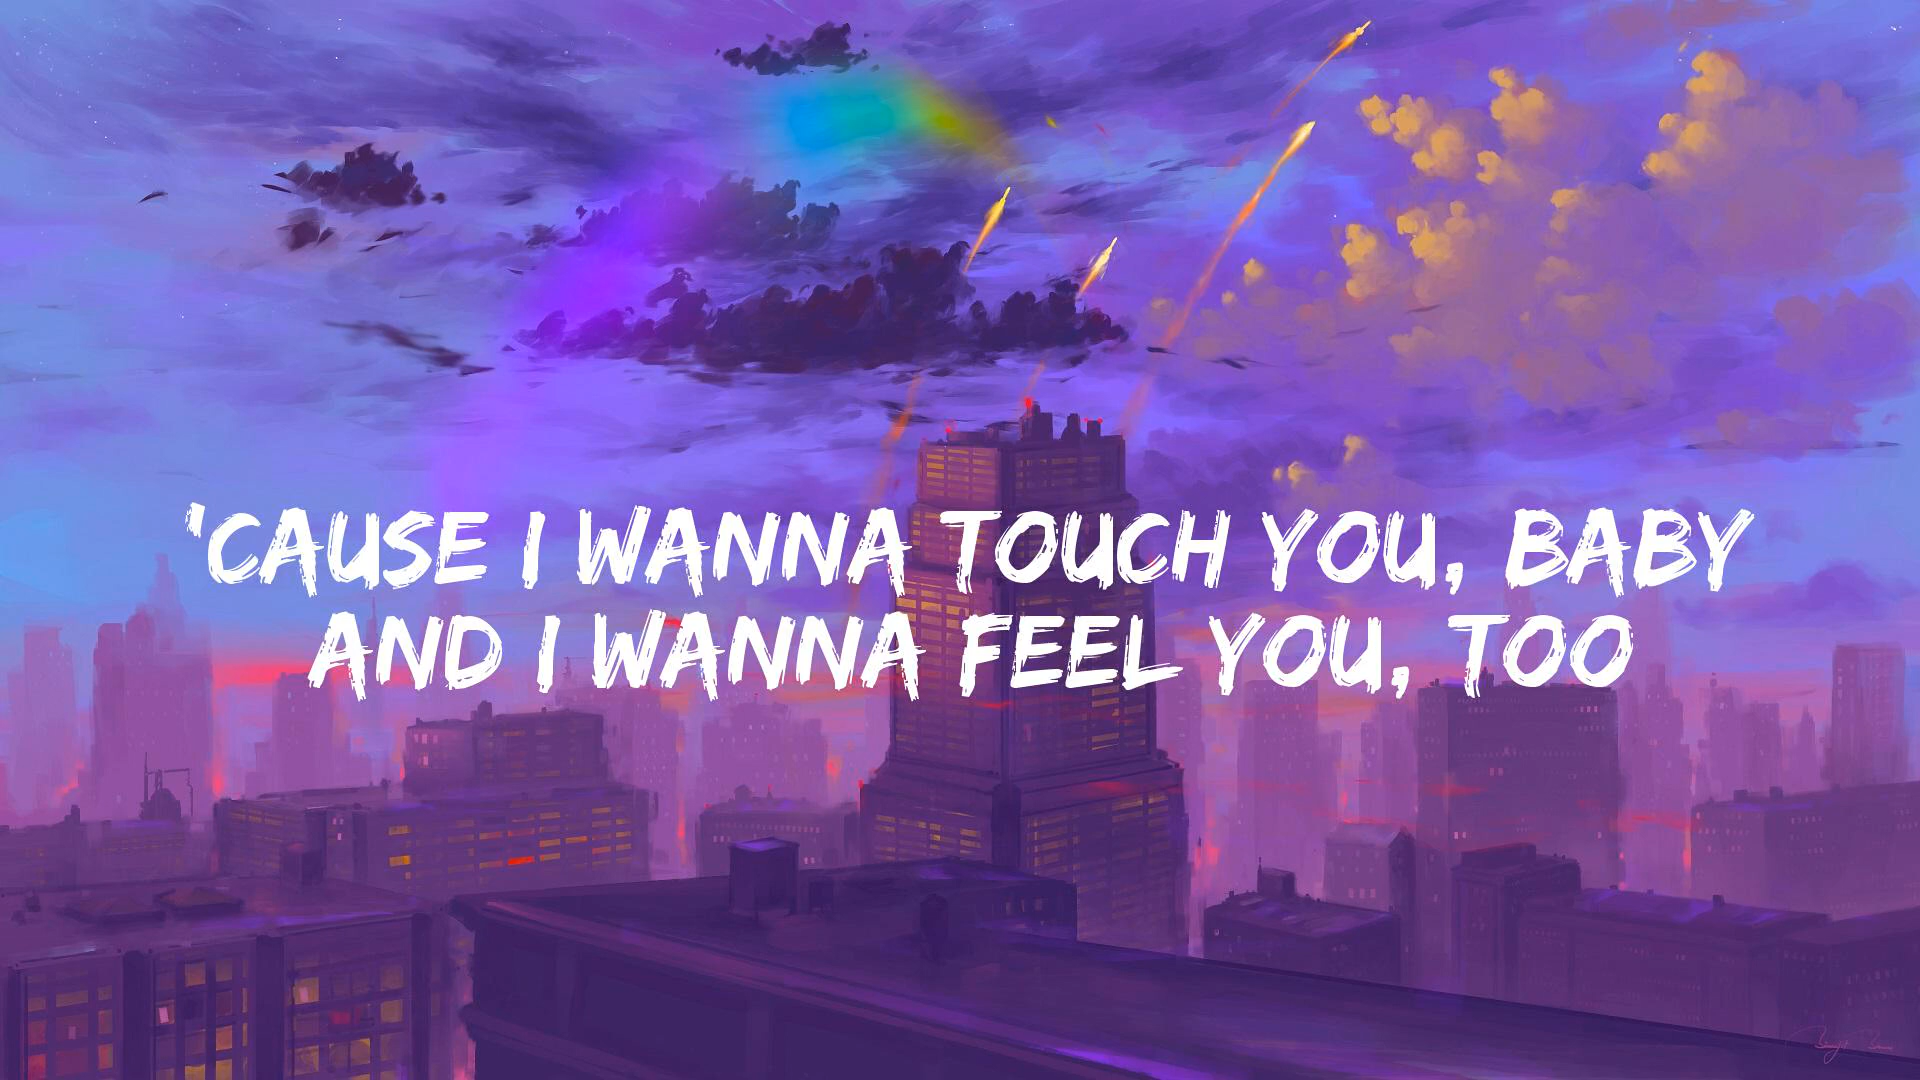 'CAUSE I WANNA TOUCH YOU, BABY
AND I WANNA FEEL YOU, TOO